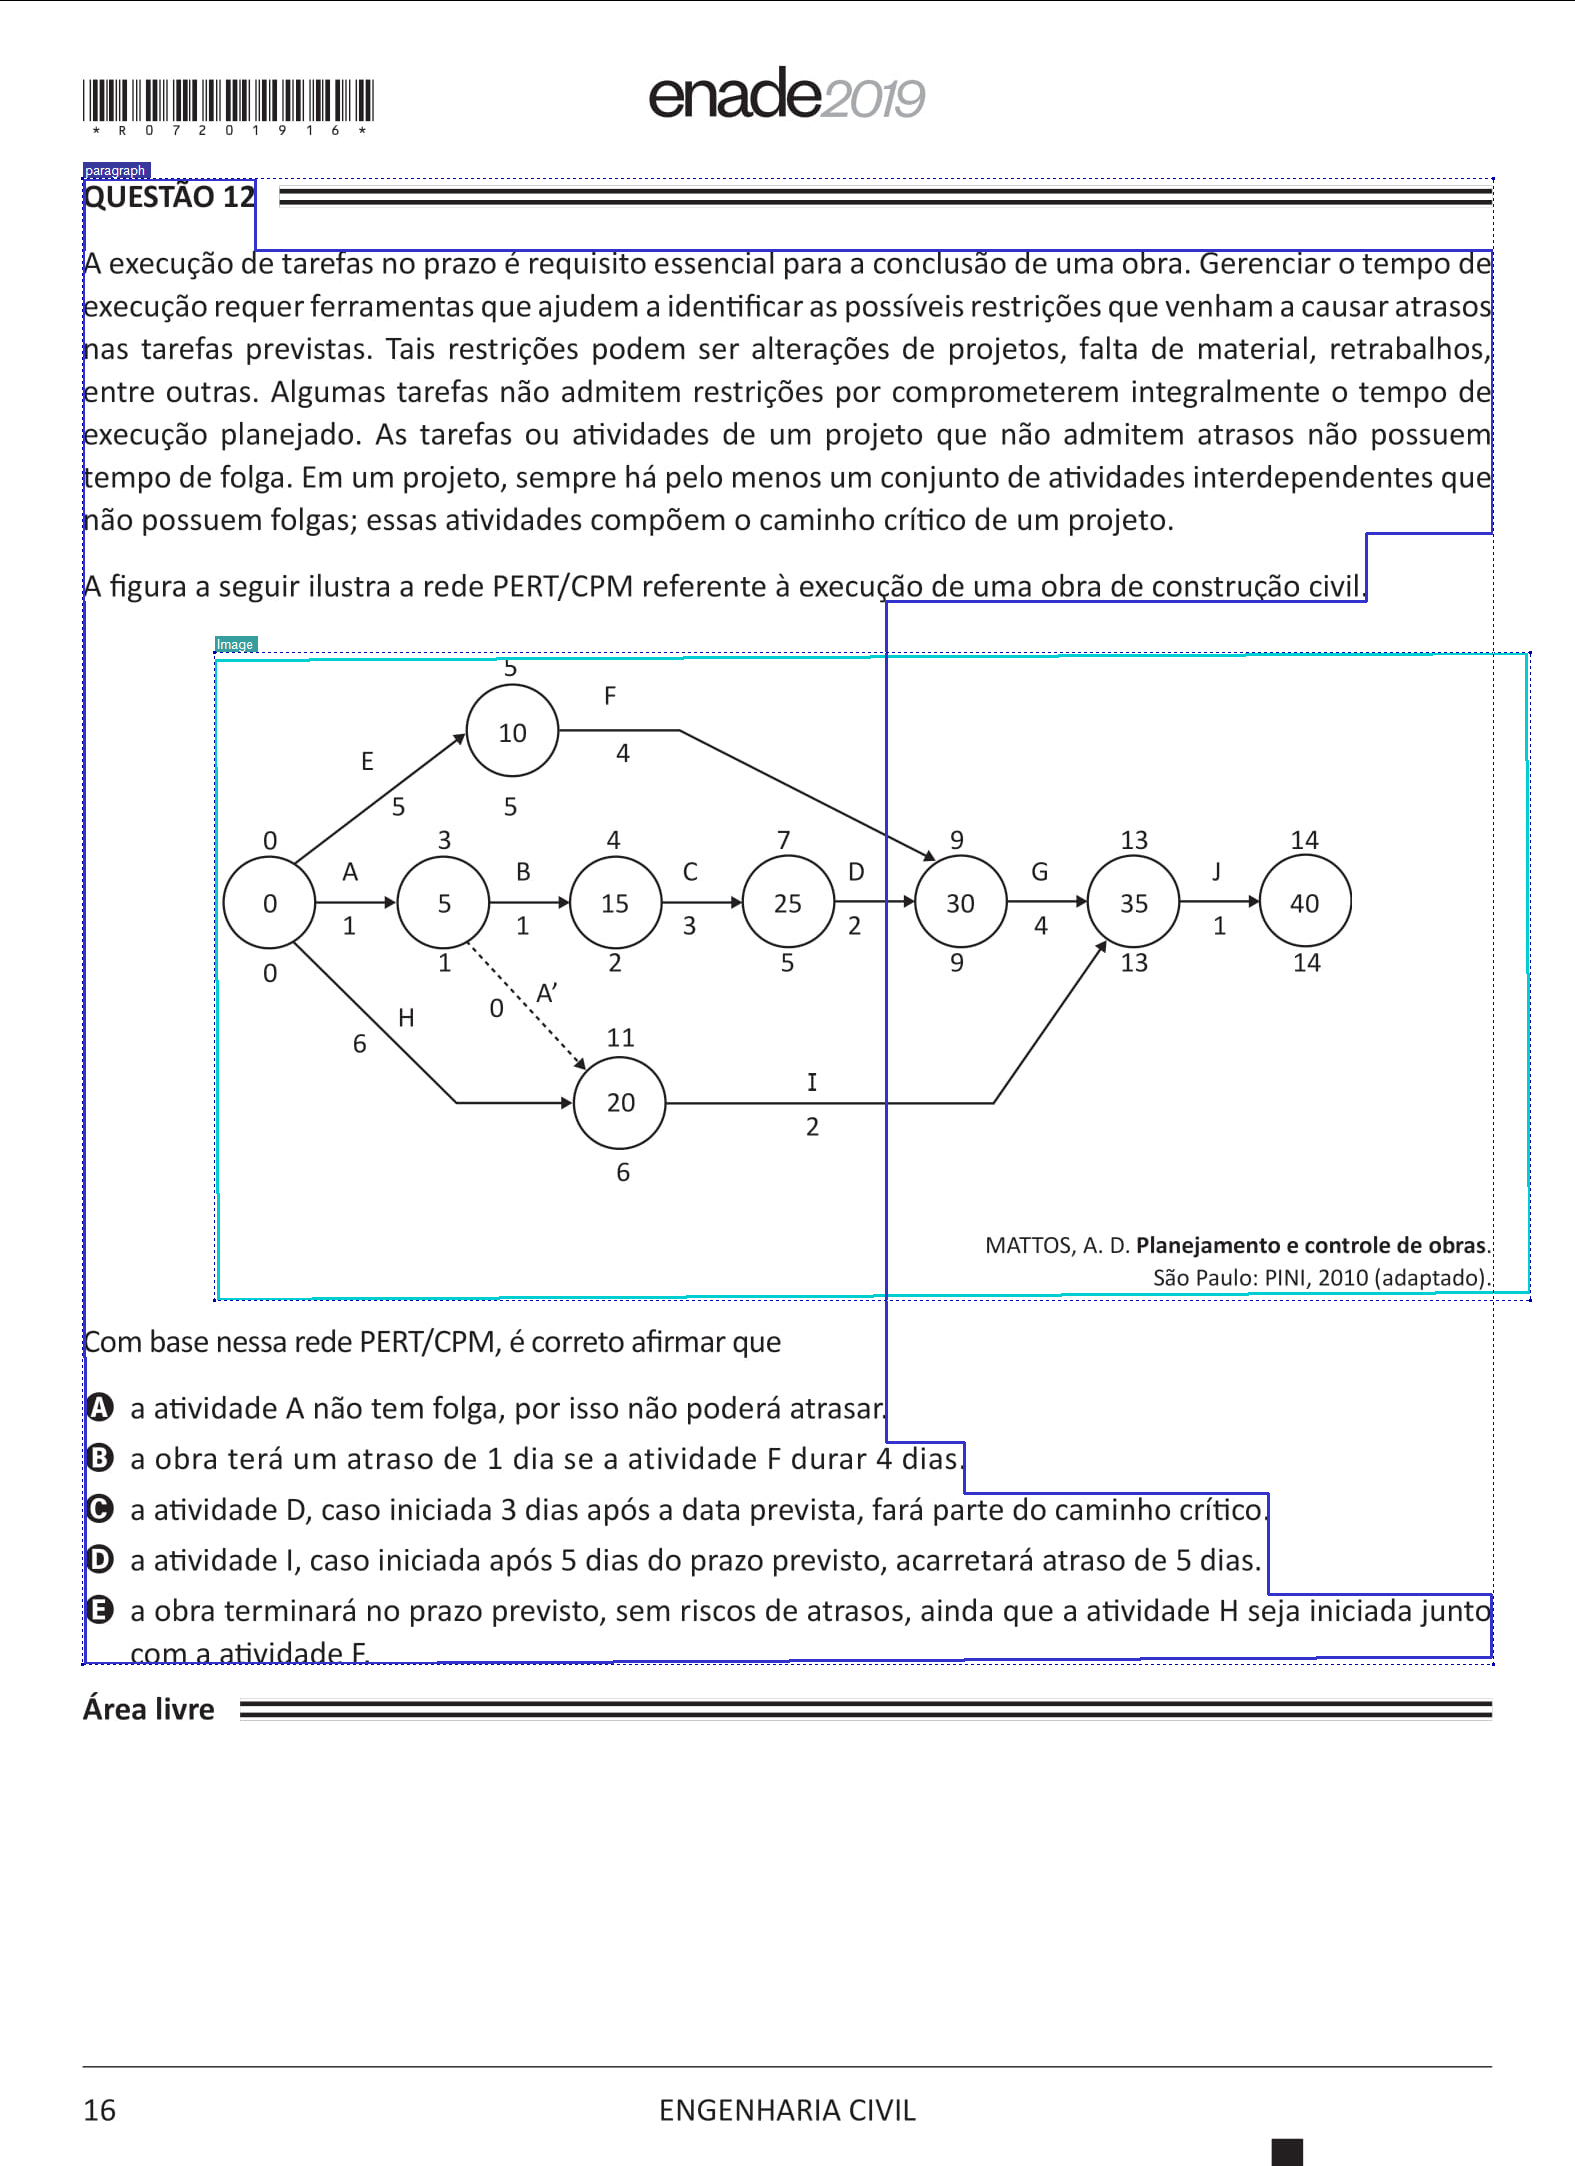 * R 0 7 2 0 1 9 1 6 *
enade2019
paragraph
QUESTÃO 12
A execução de tarefas no prazo é requisito essencial para a conclusão de uma obra. Gerenciar o tempo de
execução requer ferramentas que ajudem a identificar as possíveis restrições que venham a causar atrasos
nas tarefas previstas. Tais restrições podem ser alterações de projetos, falta de material, retrabalhos,
entre outras. Algumas tarefas não admitem restrições por comprometerem integralmente o tempo de
execução planejado. As tarefas ou atividades de um projeto que não admitem atrasos não possuem
tempo de folga. Em um projeto, sempre há pelo menos um conjunto de atividades interdependentes que
não possuem folgas; essas atividades compõem o caminho crítico de um projeto.
A figura a seguir ilustra a rede PERT/CPM referente à execução de uma obra de construção civil.
Image
5
F
10
4
E
5 5
0 3 4 7 9 13 14
A B C D G J
0 5 15 25 30 35 40
1 1 3 2 4 1
0 1 2 5 9 13 14
0 A’
H
6
11
I
20
2
6
MATTOS, A. D. Planejamento e controle de obras.
São Paulo: PINI, 2010 (adaptado).
Com base nessa rede PERT/CPM, é correto afirmar que
A a atividade A não tem folga, por isso não poderá atrasar.
B a obra terá um atraso de 1 dia se a atividade F durar 4 dias.
C a atividade D, caso iniciada 3 dias após a data prevista, fará parte do caminho crítico.
D a atividade I, caso iniciada após 5 dias do prazo previsto, acarretará atraso de 5 dias.
E a obra terminará no prazo previsto, sem riscos de atrasos, ainda que a atividade H seja iniciada junto
com a atividade F.
Área livre
16
ENGENHARIA CIVIL